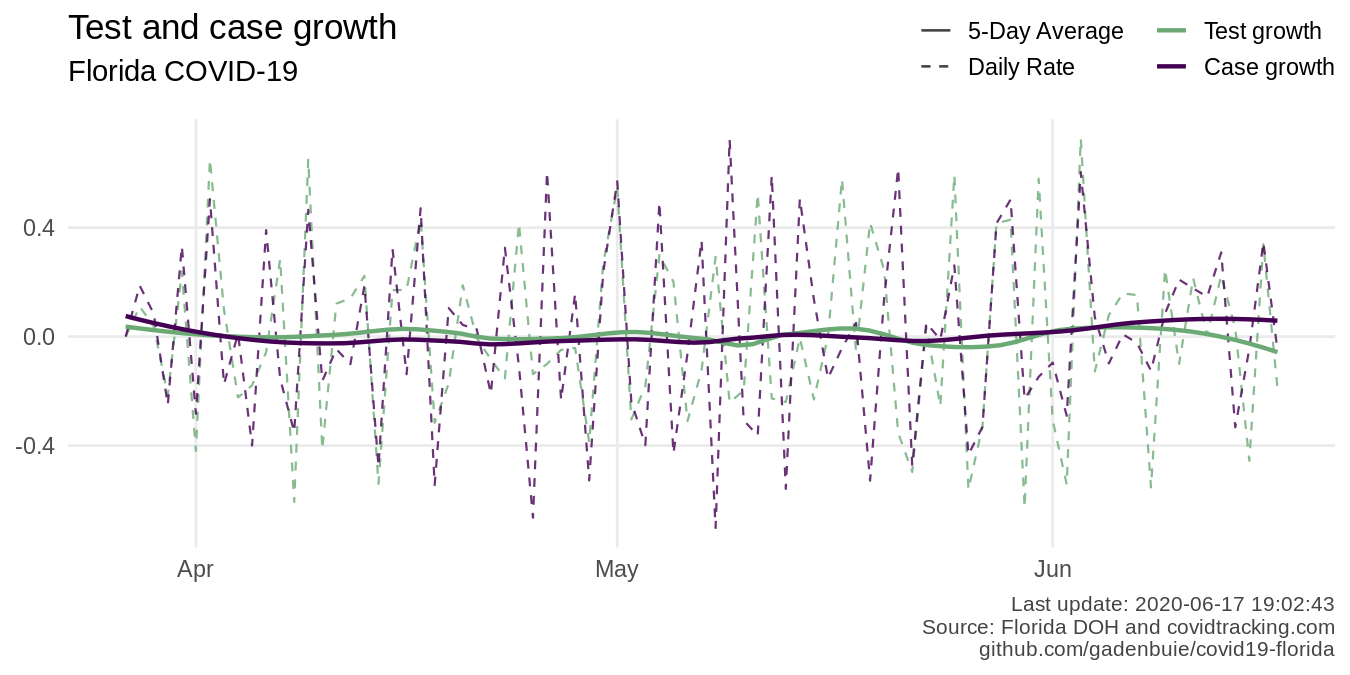 Test and case growth
Florida COVID-19
5-Day Average
Daily Rate
Test growth
Case growth
0.4
0.0
-0.4
Apr
May
Jun
Last update: 2020-06-17 19:02:43
Source: Florida DOH and covidtracking.com
github.com/gadenbuie/covid19-florida